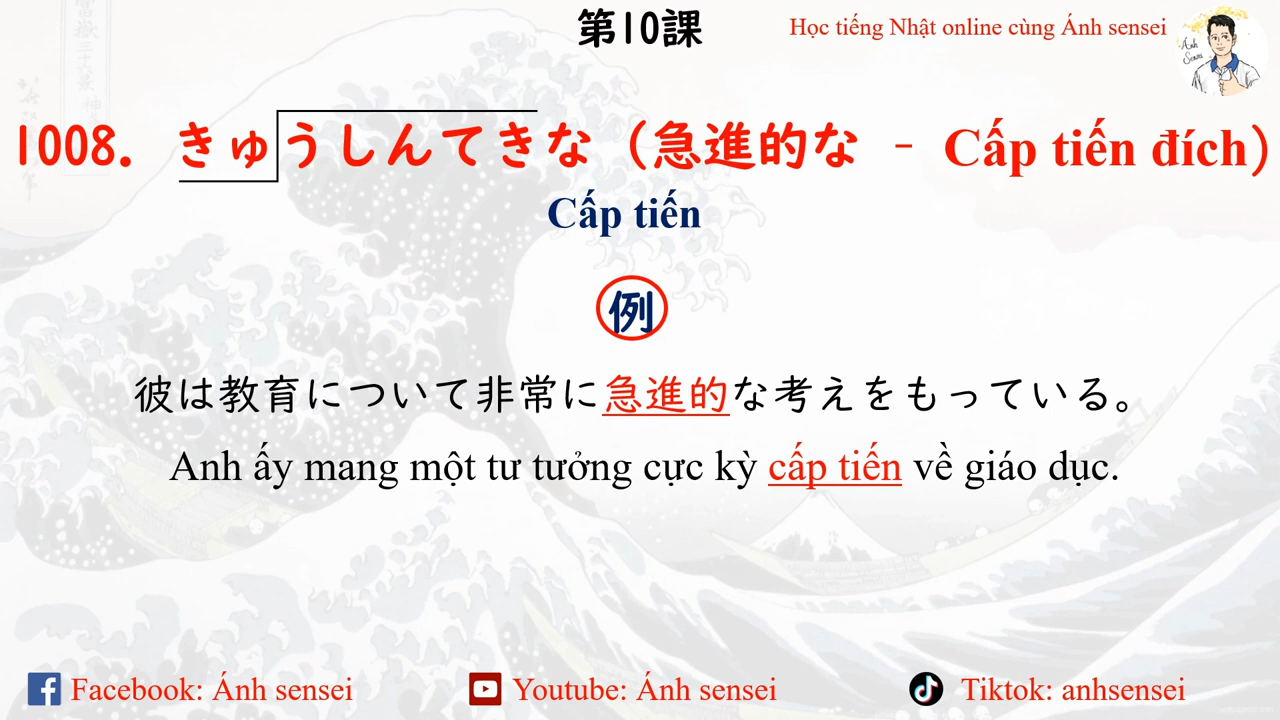 第10課
Học tiếng Nhật online cùng Ánh sensei
Ánh
Sensei
1008. きゅうしんてきな (急進的な - Cấp tiến đích)
Cấp tiến
例
彼は教育について非常に急進的な考えをもっている。
Anh ấy mang một tư tưởng cực kỳ cấp tiến về giáo dục.
Facebook: Ánh sensei
Youtube: Ánh sensei
Tiktok: anhsensei